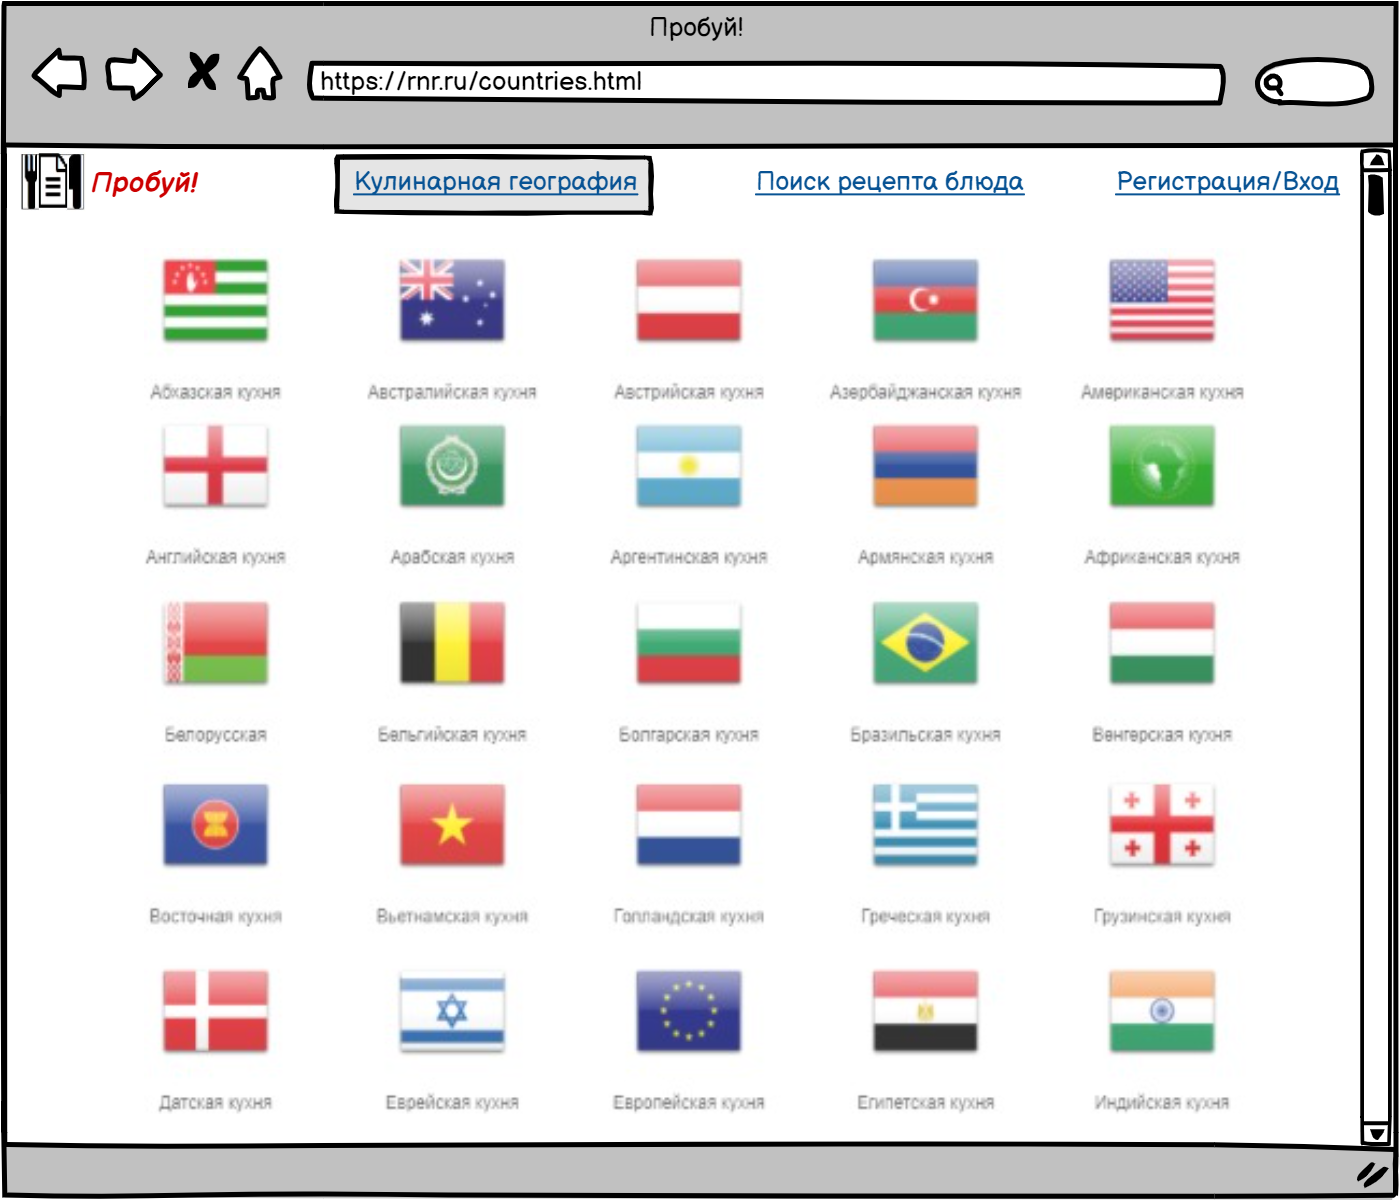 Пробуй!
https://rnr.ru/countries.html
Пробуй!
Кулинарная география
Поиск рецепта блюда
Регистрация/Вход
Абхазская кухня
Австралийская кухня
Австрийская кухня
Азербайджанская кухня
Американская кухня
Английская кухня
Арабская кухня
Аргентинская кухня
Армянская кухня
Африканская кухня
Белорусская
Бельгийская кухня
Болгарская кухня
Бразильская кухня
Венгерская кухня
Восточная кухня
Вьетнамская кухня
Голландская кухня
Греческая кухня
Грузинская кухня
Датская кухня
Еврейская кухня
Европейская кухня
Египетская кухня
Индийская кухня